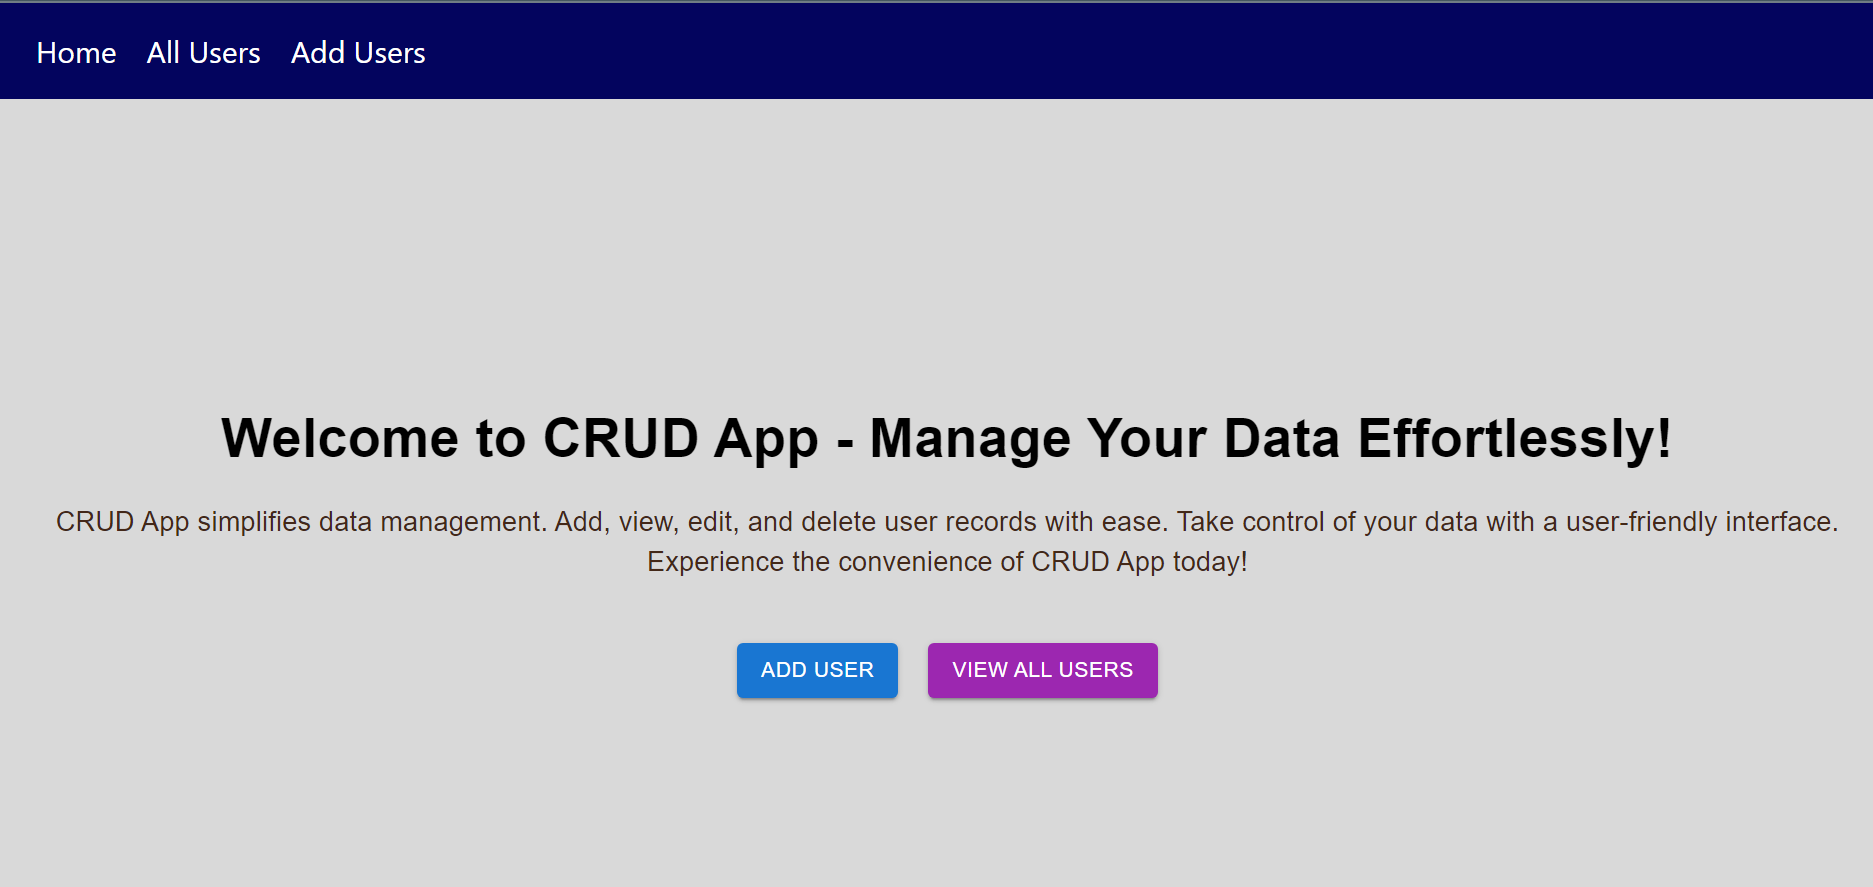 Home All Users Add Users
Welcome to CRUD App - Manage Your Data Effortlessly!
CRUD App simplifies data management. Add, view, edit, and delete user records with ease. Take control of your data with a user-friendly interface.
Experience the convenience of CRUD App today!
ADD USER VIEW ALL USERS